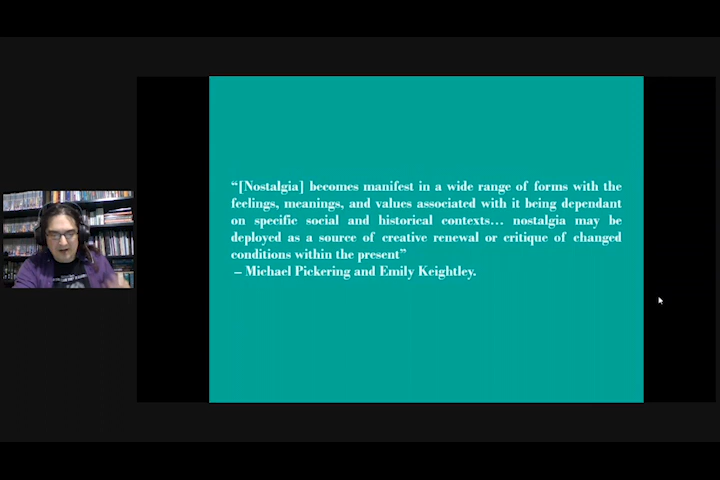 “[Nostalgia] becomes manifest in a wide range of forms with the
feelings, meanings, and values associated with it being dependant
on specific social and historical contexts… nostalgia may be
deployed as a source of creative renewal or critique of changed
conditions within the present”
– Michael Pickering and Emily Keightley.